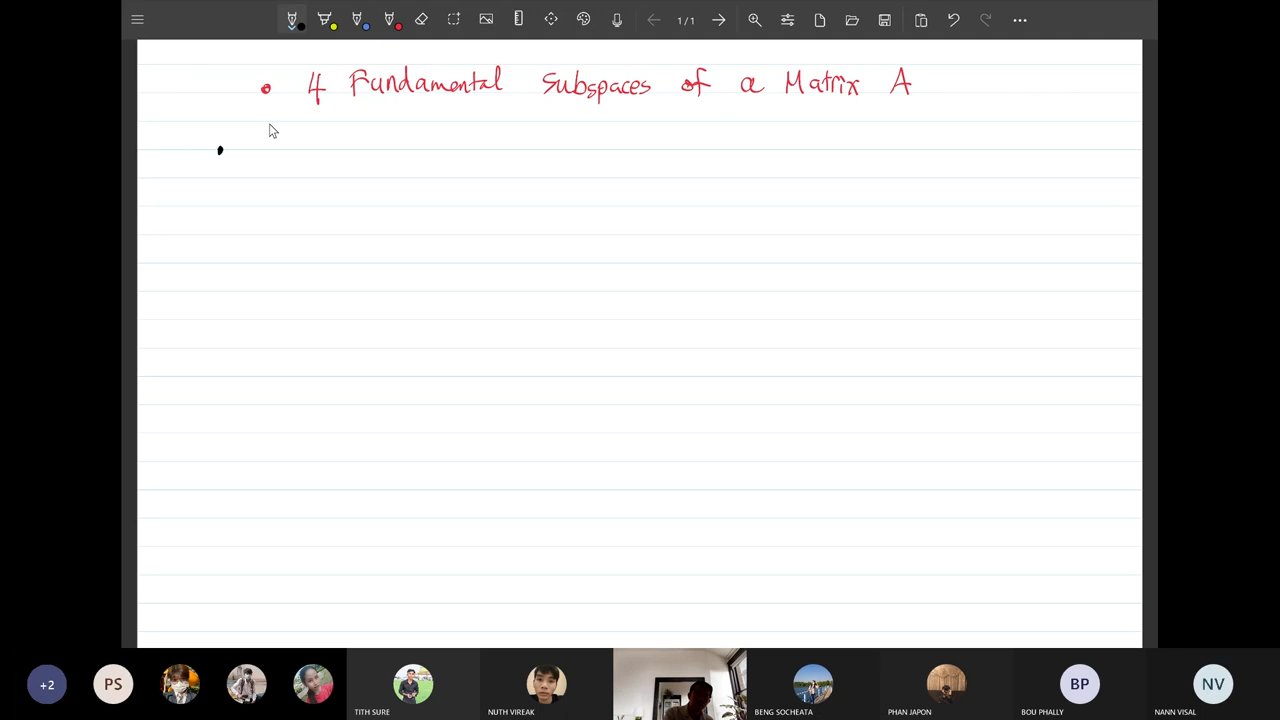 1/1
• 4 Fundamental Subspaces of a Matrix A
+2
PS
TITH SURE
NUTH VIREAK
BENG SOCHEATA
PHAN JAPON
BP
BOU PHALLY
NV
NANN VISAL